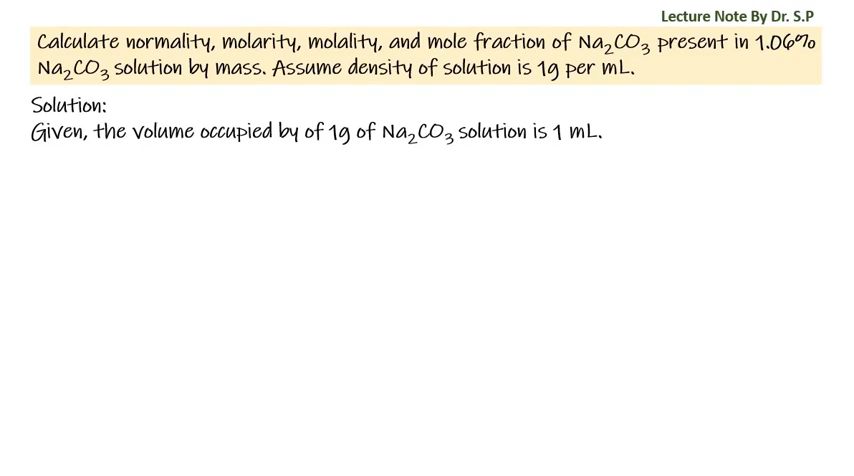 Lecture Note By Dr. S.P
Calculate normality, molarity, molality, and mole fraction of Na₂CO₃ present in 1.06%
Na₂CO₃ solution by mass. Assume density of solution is 1g per mL.
Solution:
Given, the volume occupied by of 1g of Na₂CO₃ solution is 1 mL.